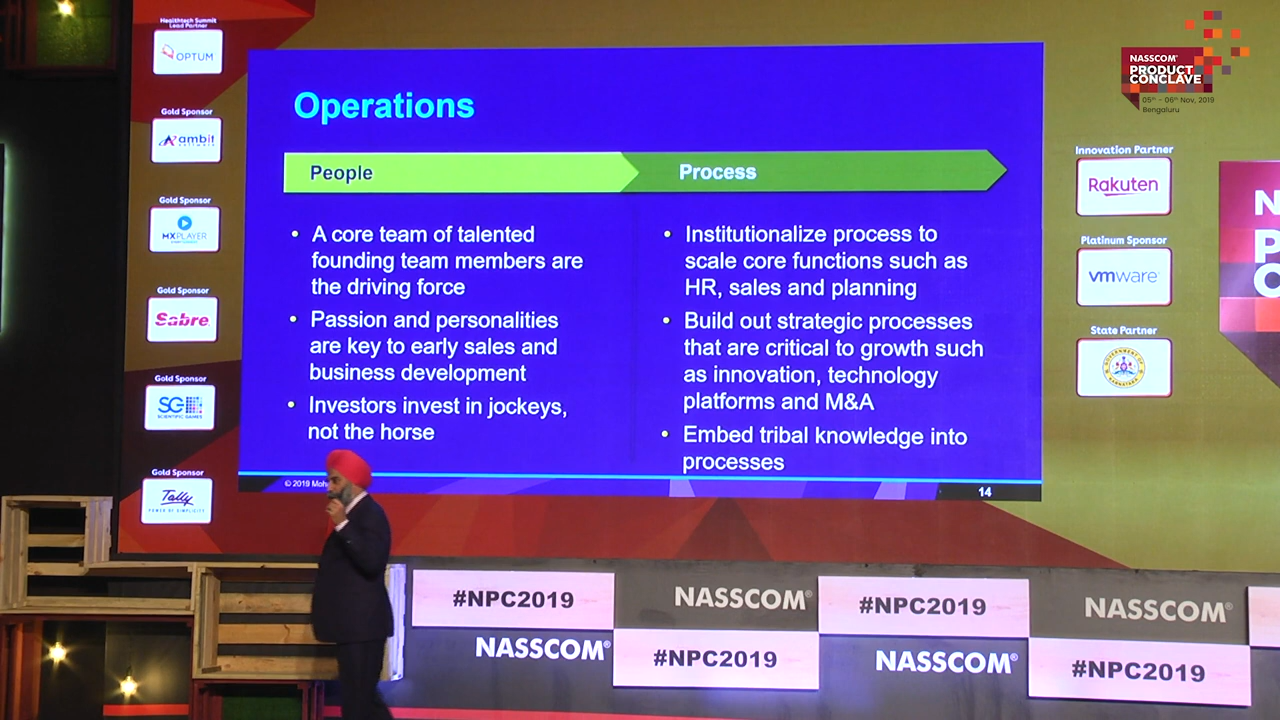 Healthtech Summit
Lead Partner
OPTUM
Gold Sponsor
ambit
Gold Sponsor
MXPLAYER
Gold Sponsor
Sabre
Gold Sponsor
SG
SCIENTIFIC GAMES
Gold Sponsor
Tally
POWER OF SIMPLICITY
Operations
People
Process
• A core team of talented
founding team members are
the driving force
• Passion and personalities
are key to early sales and
business development
• Investors invest in jockeys,
not the horse
• Institutionalize process to
scale core functions such as
HR, sales and planning
• Build out strategic processes
that are critical to growth such
as innovation, technology
platforms and M&A
• Embed tribal knowledge into
processes
© 2019
14
NASSCOM®
PRODUCT
CONCLAVE
05th - 06th Nov, 2019
Bengaluru
Innovation Partner
Rakuten
Platinum Sponsor
vmware®
State Partner
GOVERNMENT OF
KARNATAKA
N
P
C
#NPC2019
NASSCOM®
#NPC2019
NASSCOM®
NASSCOM®
#NPC2019
NASSCOM®
#NPC2019